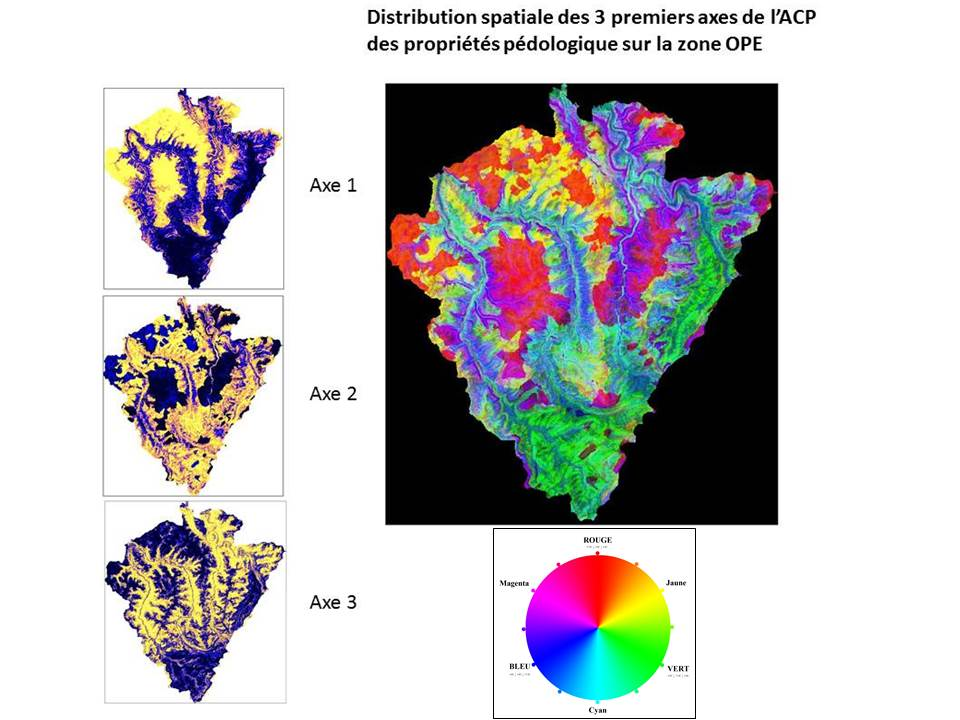 Distribution spatiale des 3 premiers axes de l'ACP
des propriétés pédologique sur la zone OPE
Axe 1
Axe 2
Axe 3
ROUGE
Magenta
Jaune
BLEU
VERT
Cyan